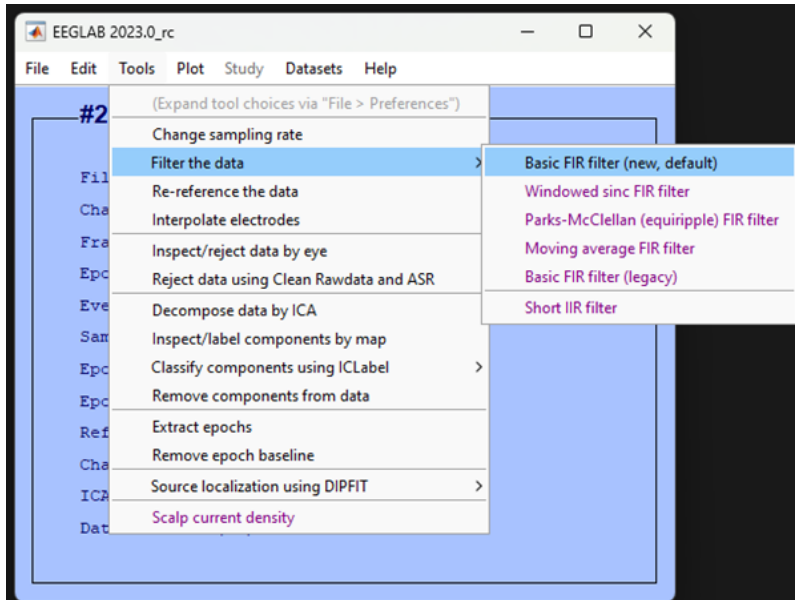 EEGLAB 2023.0_rc
File Edit Tools Plot Study Datasets Help
#2
(Expand tool choices via "File > Preferences")
Change sampling rate
Filter the data
Re-reference the data
Interpolate electrodes
Inspect/reject data by eye
Reject data using Clean Rawdata and ASR
Decompose data by ICA
Inspect/label components by map
Classify components using ICLabel
Remove components from data
Extract epochs
Remove epoch baseline
Source localization using DIPFIT
Scalp current density
Basic FIR filter (new, default)
Windowed sinc FIR filter
Parks-McClellan (equiripple) FIR filter
Moving average FIR filter
Basic FIR filter (legacy)
Short IIR filter
Fil
Cha
Fra
Epo
Eve
Sam
Epo
Epo
Ref
Cha
ICA
Dat